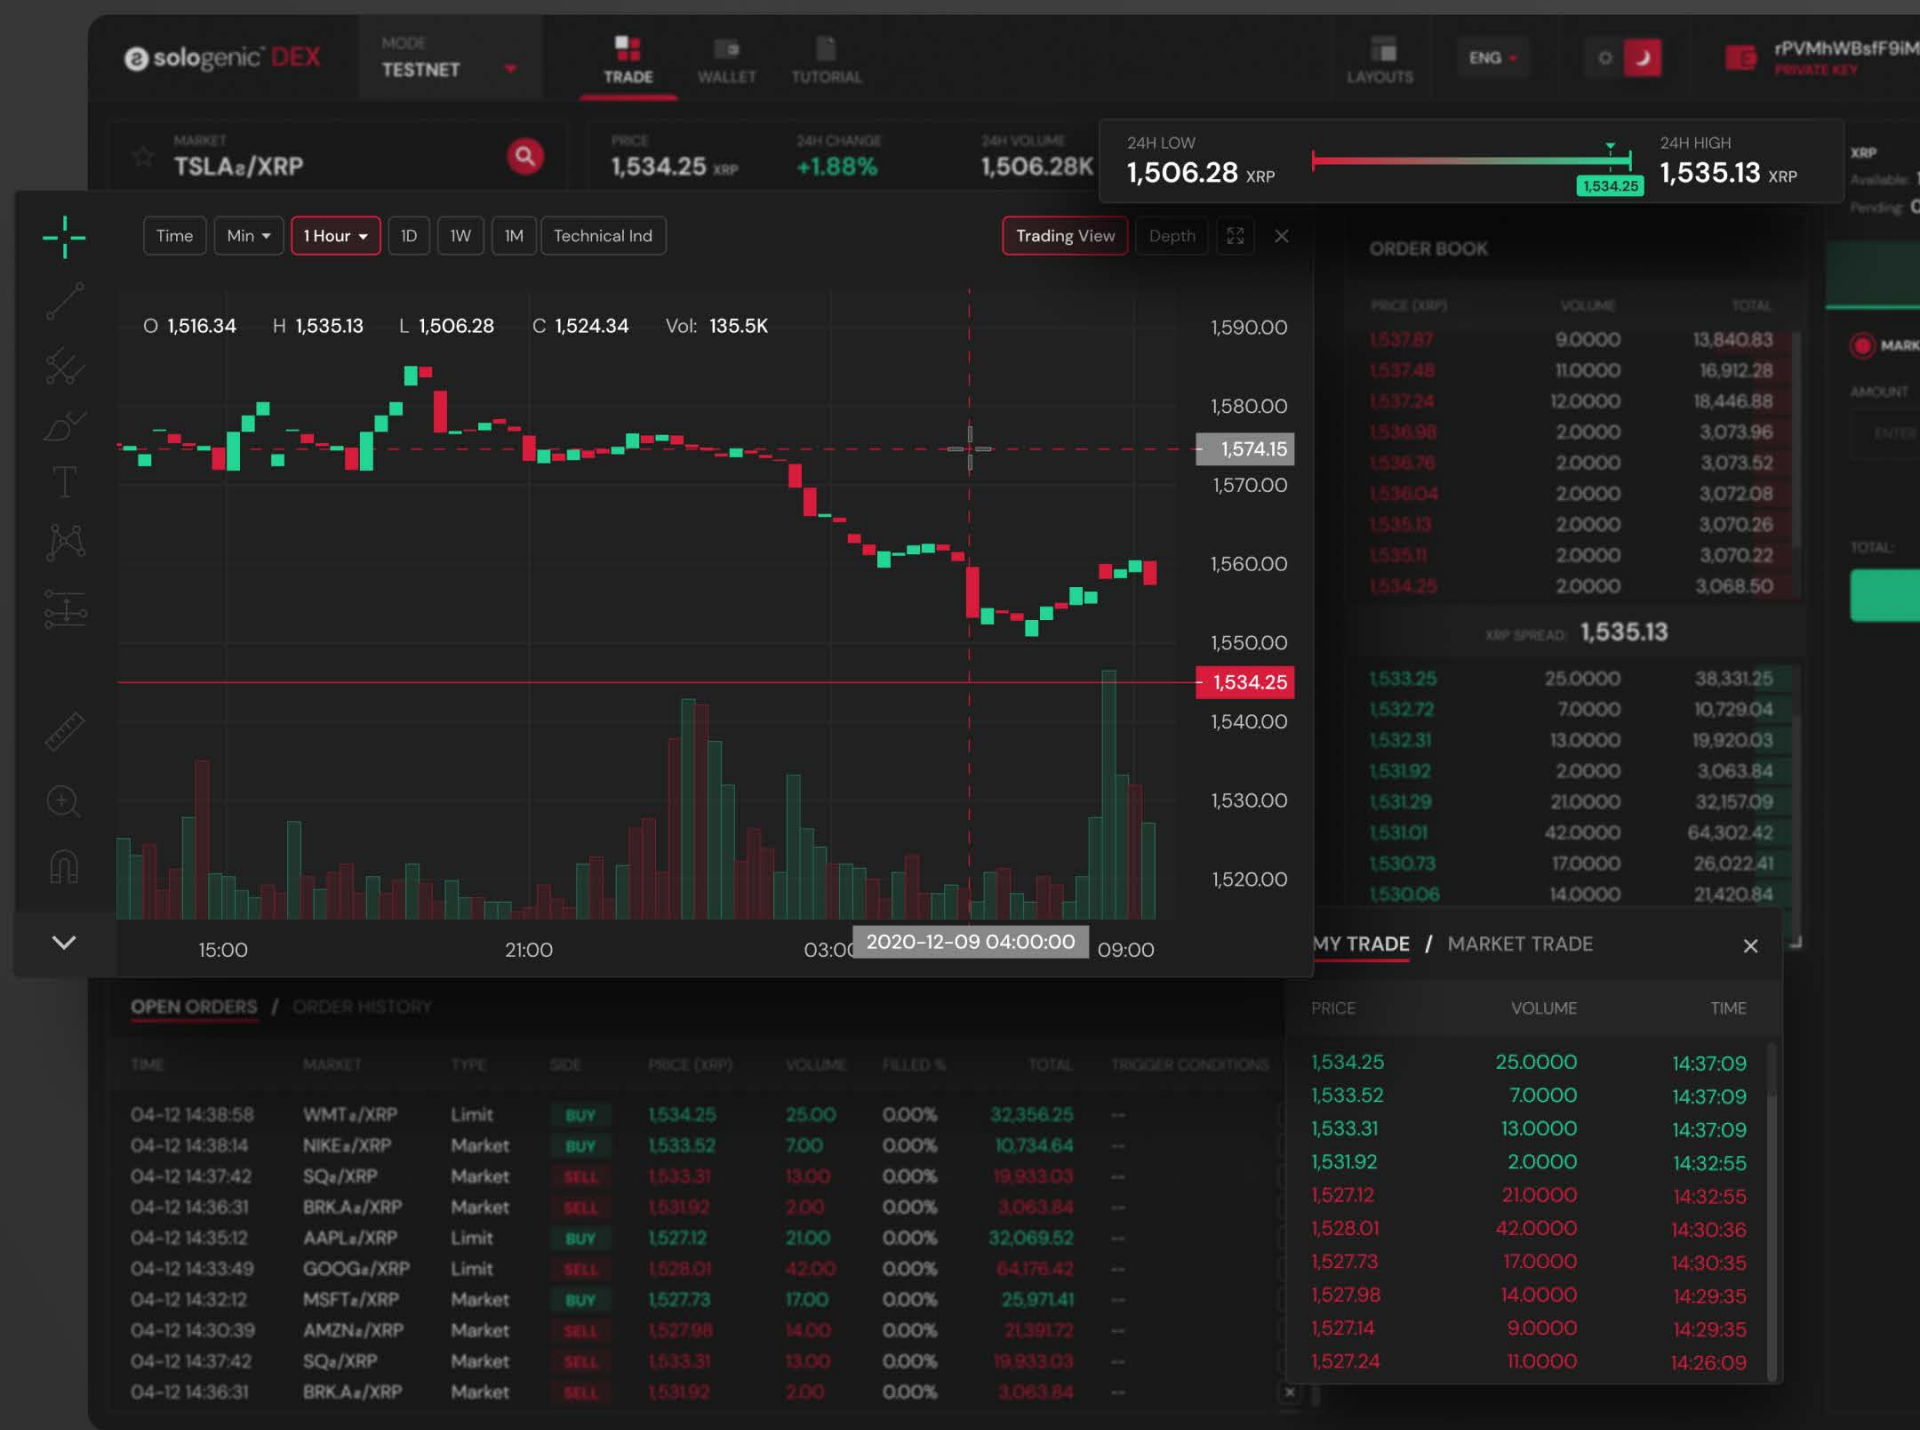 sologenic DEX
MODE
TESTNET
TRADE
WALLET
TUTORIAL
LAYOUTS
ENG
rPVMhWBsfF9iM
PRIVATE KEY
MARKET
TSLAƨ/XRP
PRICE
1,534.25 XRP
24H CHANGE
+1.88%
24H VOLUME
1,506.28K
24H LOW
1,506.28 XRP
1,534.25
24H HIGH
1,535.13 XRP
XRP
Available: 1
Pending: 0
Time Min 1 Hour 1D 1W 1M Technical Ind
Trading View Depth
O 1,516.34 H 1,535.13 L 1,506.28 C 1,524.34 Vol: 135.5K
1,590.00
1,580.00
1,574.15
1,570.00
1,560.00
1,550.00
1,534.25
1,540.00
1,530.00
1,520.00
15:00 21:00 03:00 2020-12-09 04:00:00 09:00
ORDER BOOK
PRICE (XRP) VOLUME TOTAL
1,537.87 9.0000 13,840.83
1,537.48 11.0000 16,912.28
1,537.24 12.0000 18,446.88
1,536.98 2.0000 3,073.96
1,536.76 2.0000 3,073.52
1,536.04 2.0000 3,072.08
1,535.13 2.0000 3,070.26
1,535.11 2.0000 3,070.22
1,534.25 2.0000 3,068.50
XRP SPREAD: 1,535.13
1,533.25 25.0000 38,331.25
1,532.72 7.0000 10,729.04
1,532.31 13.0000 19,920.03
1,531.92 2.0000 3,063.84
1,531.29 21.0000 32,157.09
1,531.01 42.0000 64,302.42
1,530.73 17.0000 26,022.41
1,530.06 14.0000 21,420.84
MARK
AMOUNT
ENTER
TOTAL:
MY TRADE / MARKET TRADE
PRICE VOLUME TIME
1,534.25 25.0000 14:37:09
1,533.52 7.0000 14:37:09
1,533.31 13.0000 14:37:09
1,531.92 2.0000 14:32:55
1,527.12 21.0000 14:32:55
1,528.01 42.0000 14:30:36
1,527.73 17.0000 14:30:35
1,527.98 14.0000 14:29:35
1,527.14 9.0000 14:29:35
1,527.24 11.0000 14:26:09
OPEN ORDERS / ORDER HISTORY
TIME MARKET TYPE SIDE PRICE (XRP) VOLUME FILLED % TOTAL TRIGGER CONDITIONS
04-12 14:38:58 WMTƨ/XRP Limit BUY 1,534.25 25.00 0.00% 32,356.25 --
04-12 14:38:14 NIKEƨ/XRP Market BUY 1,533.52 7.00 0.00% 10,734.64 --
04-12 14:37:42 SQƨ/XRP Market SELL 1,533.31 13.00 0.00% 19,933.03 --
04-12 14:36:31 BRK.Aƨ/XRP Market SELL 1,531.92 2.00 0.00% 3,063.84 --
04-12 14:35:12 AAPLƨ/XRP Limit BUY 1,527.12 21.00 0.00% 32,069.52 --
04-12 14:33:49 GOOGƨ/XRP Limit SELL 1,528.01 42.00 0.00% 64,176.42 --
04-12 14:32:12 MSFTƨ/XRP Market BUY 1,527.73 17.00 0.00% 25,971.41 --
04-12 14:30:39 AMZNƨ/XRP Market SELL 1,527.98 14.00 0.00% 21,391.72 --
04-12 14:37:42 SQƨ/XRP Market SELL 1,533.31 13.00 0.00% 19,933.03 --
04-12 14:36:31 BRK.Aƨ/XRP Market SELL 1,531.92 2.00 0.00% 3,063.84 --